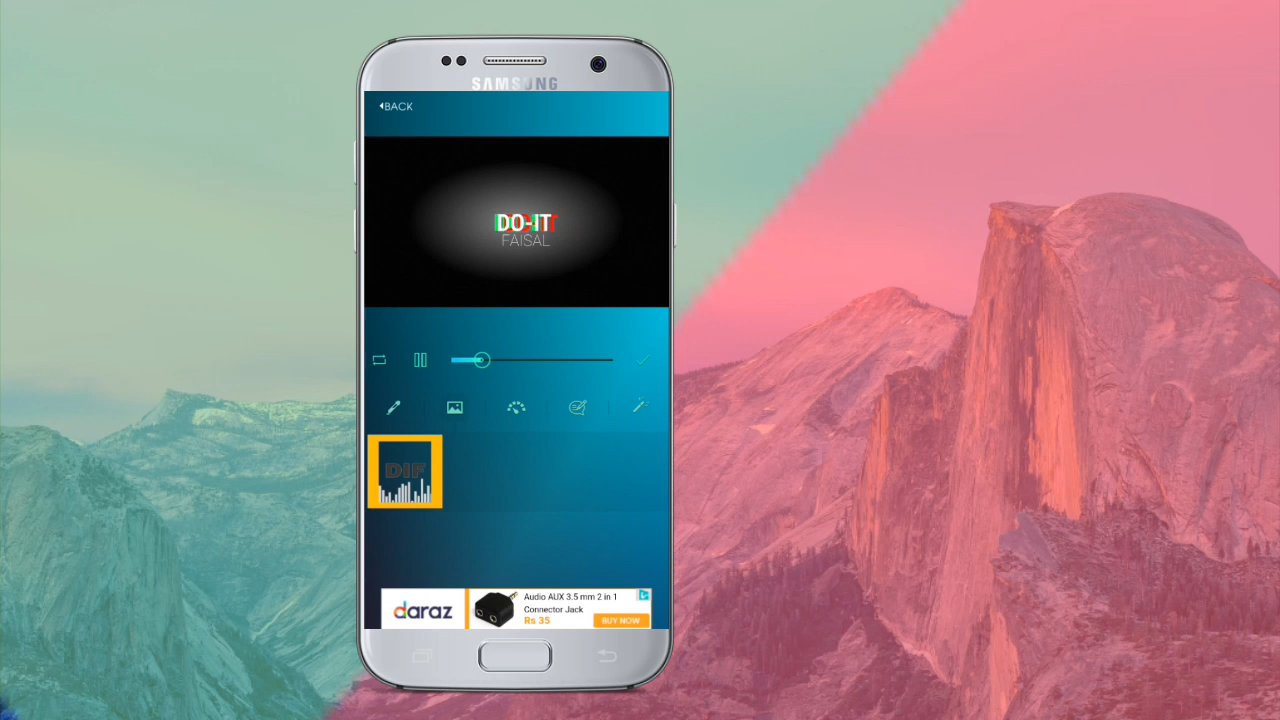 SAMSUNG
BACK
DO-IT
FAISAL
DIF
daraz
Audio AUX 3.5 mm 2 in 1
Connector Jack
Rs 35
BUY NOW